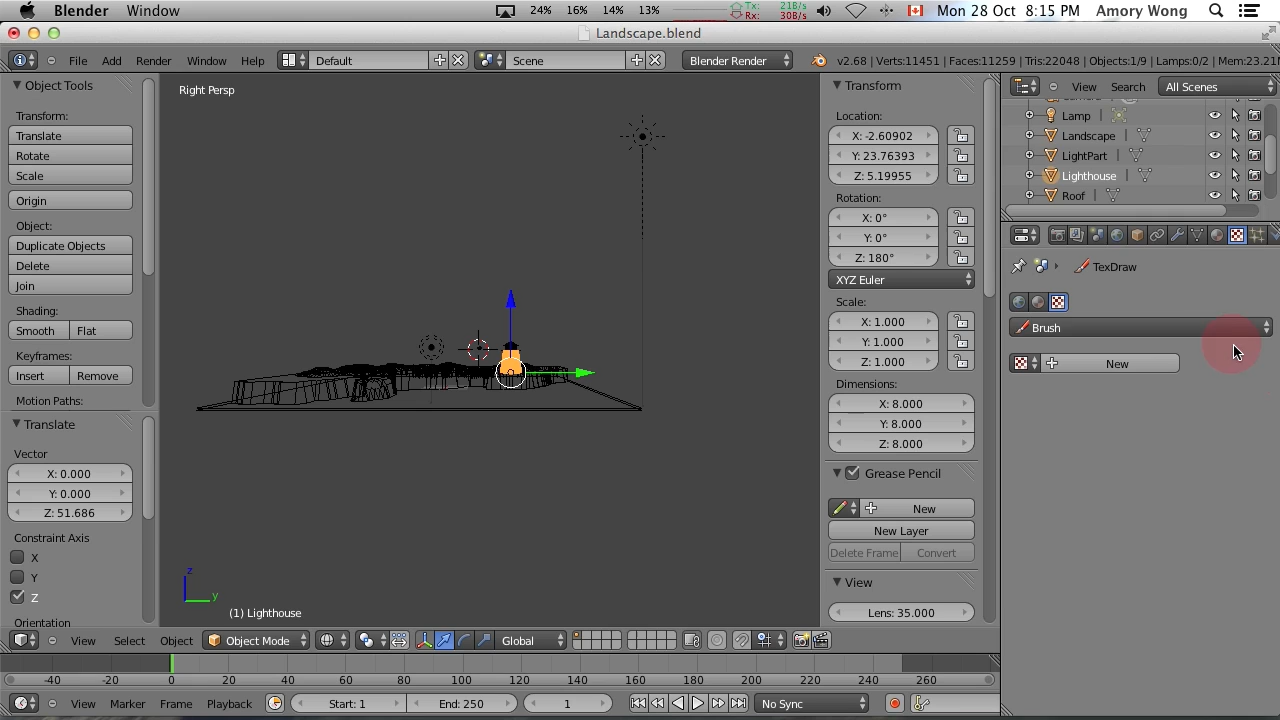 Blender Window 24% 16% 14% 13% Tx: 21B/s Rx: 30B/s Mon 28 Oct 8:15 PM Amory Wong
Landscape.blend
File Add Render Window Help Default Scene Blender Render v2.68 | Verts:11451 | Faces:11259 | Tris:22048 | Objects:1/9 | Lamps:0/2 | Mem:23.21
Object Tools
Transform:
Translate
Rotate
Scale
Origin
Object:
Duplicate Objects
Delete
Join
Shading:
Smooth Flat
Keyframes:
Insert Remove
Motion Paths:
Translate
Vector
X: 0.000
Y: 0.000
Z: 51.686
Constraint Axis
X
Y
Z
Orientation
Right Persp
z
y
(1) Lighthouse
Transform
Location:
X: -2.60902
Y: 23.76393
Z: 5.19955
Rotation:
X: 0°
Y: 0°
Z: 180°
XYZ Euler
Scale:
X: 1.000
Y: 1.000
Z: 1.000
Dimensions:
X: 8.000
Y: 8.000
Z: 8.000
Grease Pencil
New
New Layer
Delete Frame Convert
View
Lens: 35.000
View Search All Scenes
Lamp
Landscape
LightPart
Lighthouse
Roof
TexDraw
Brush
New
View Select Object Object Mode Global
-40 -20 0 20 40 60 80 100 120 140 160 180 200 220 240 260
View Marker Frame Playback Start: 1 End: 250 1 No Sync